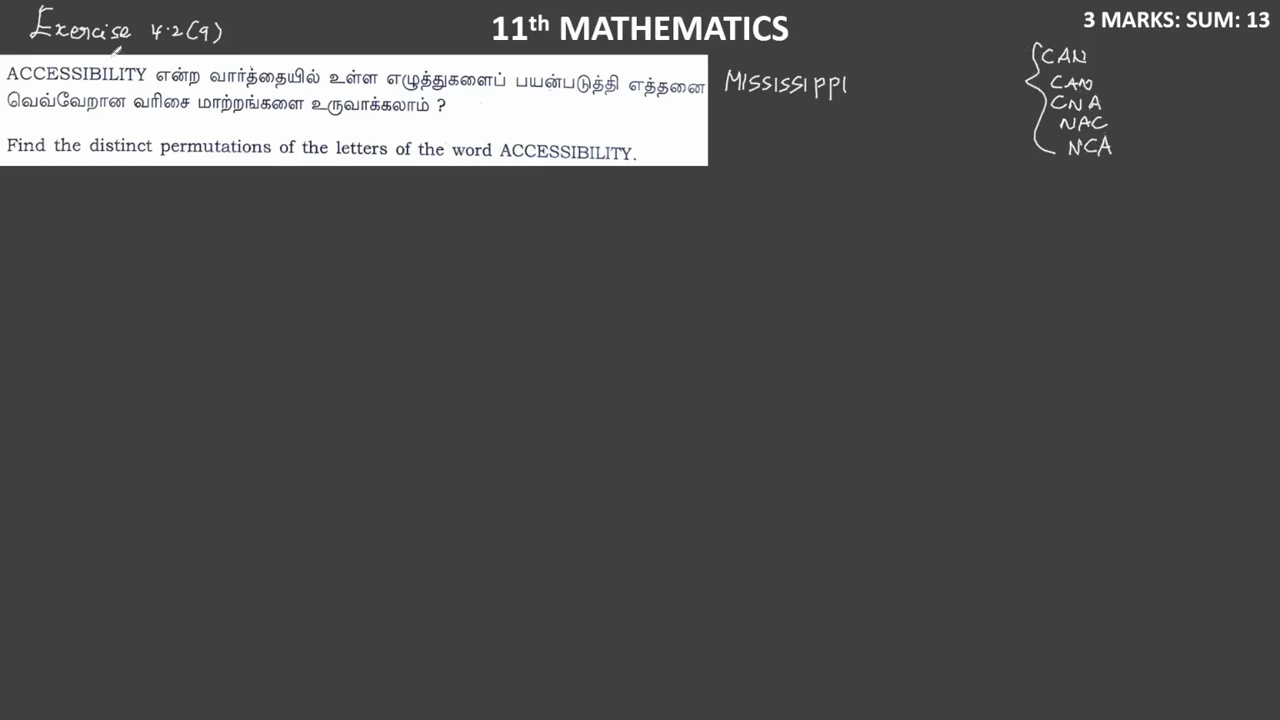 Exercise 4.2(9)
11th MATHEMATICS
3 MARKS: SUM: 13
ACCESSIBILITY என்ற வார்த்தையில் உள்ள எழுத்துகளைப் பயன்படுத்தி எத்தனை
வெவ்வேறான வரிசை மாற்றங்களை உருவாக்கலாம் ?
Find the distinct permutations of the letters of the word ACCESSIBILITY.
MISSISSIPPI
CAN
CAN
CNA
NAC
NCA